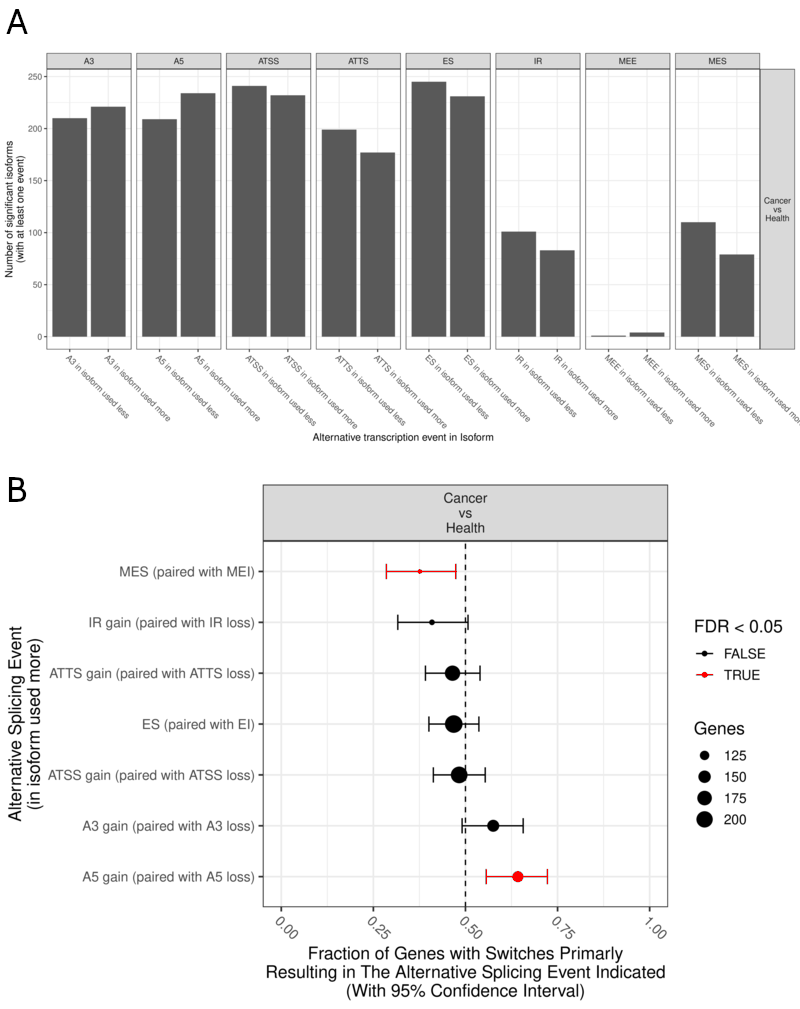 A
A3
A5
ATSS
ATTS
ES
IR
MEE
MES
Number of significant isoforms
(with at least one event)
250
200
150
100
50
0
Cancer
vs
Health
A3 in isoform used less
A3 in isoform used more
A5 in isoform used less
A5 in isoform used more
ATSS in isoform used less
ATSS in isoform used more
ATTS in isoform used less
ATTS in isoform used more
ES in isoform used less
ES in isoform used more
IR in isoform used less
IR in isoform used more
MEE in isoform used less
MEE in isoform used more
MES in isoform used less
MES in isoform used more
Alternative transcription event in Isoform
B
Cancer
vs
Health
Alternative Splicing Event
(in isoform used more)
MES (paired with MEI)
IR gain (paired with IR loss)
ATTS gain (paired with ATTS loss)
ES (paired with EI)
ATSS gain (paired with ATSS loss)
A3 gain (paired with A3 loss)
A5 gain (paired with A5 loss)
0.00
0.25
0.50
0.75
1.00
Fraction of Genes with Switches Primarly
Resulting in The Alternative Splicing Event Indicated
(With 95% Confidence Interval)
FDR < 0.05
FALSE
TRUE
Genes
125
150
175
200